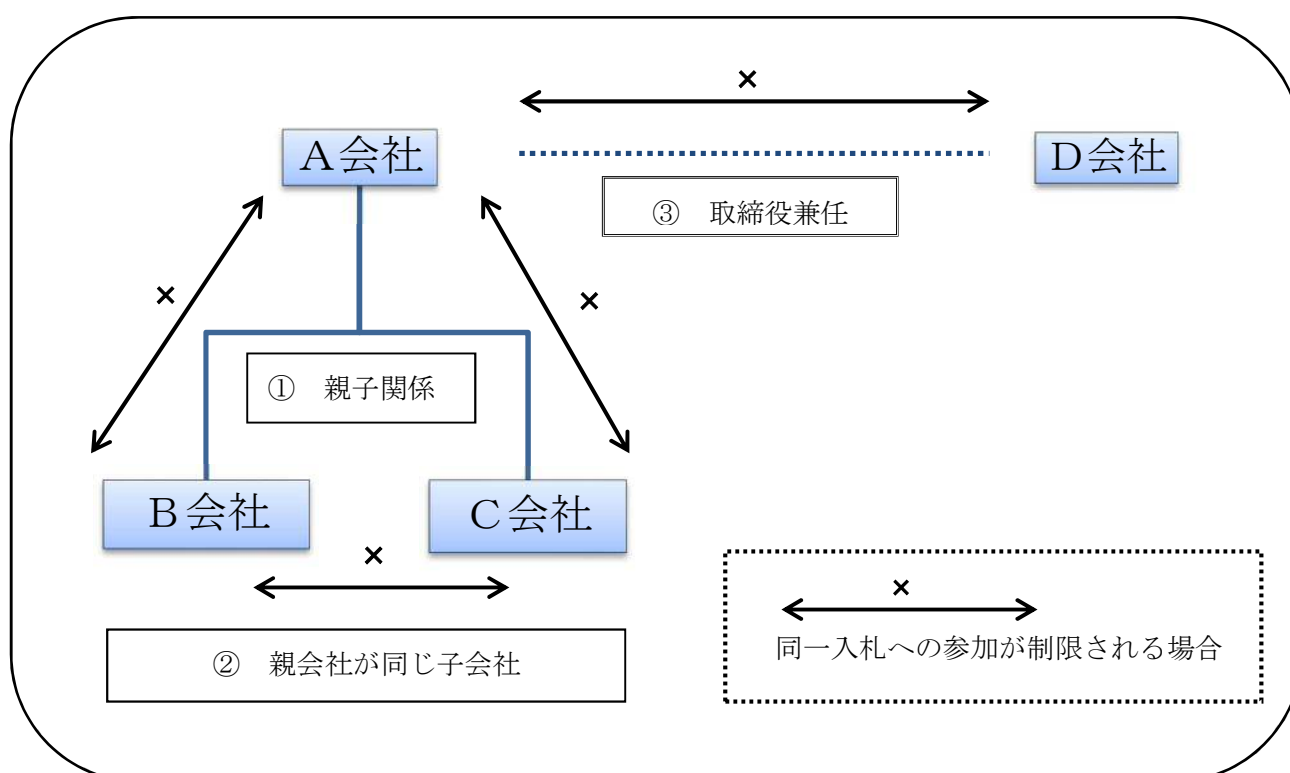 ×
A会社
D会社
③　取締役兼任
×
×
①　親子関係
B会社
C会社
×
②　親会社が同じ子会社
×
同一入札への参加が制限される場合